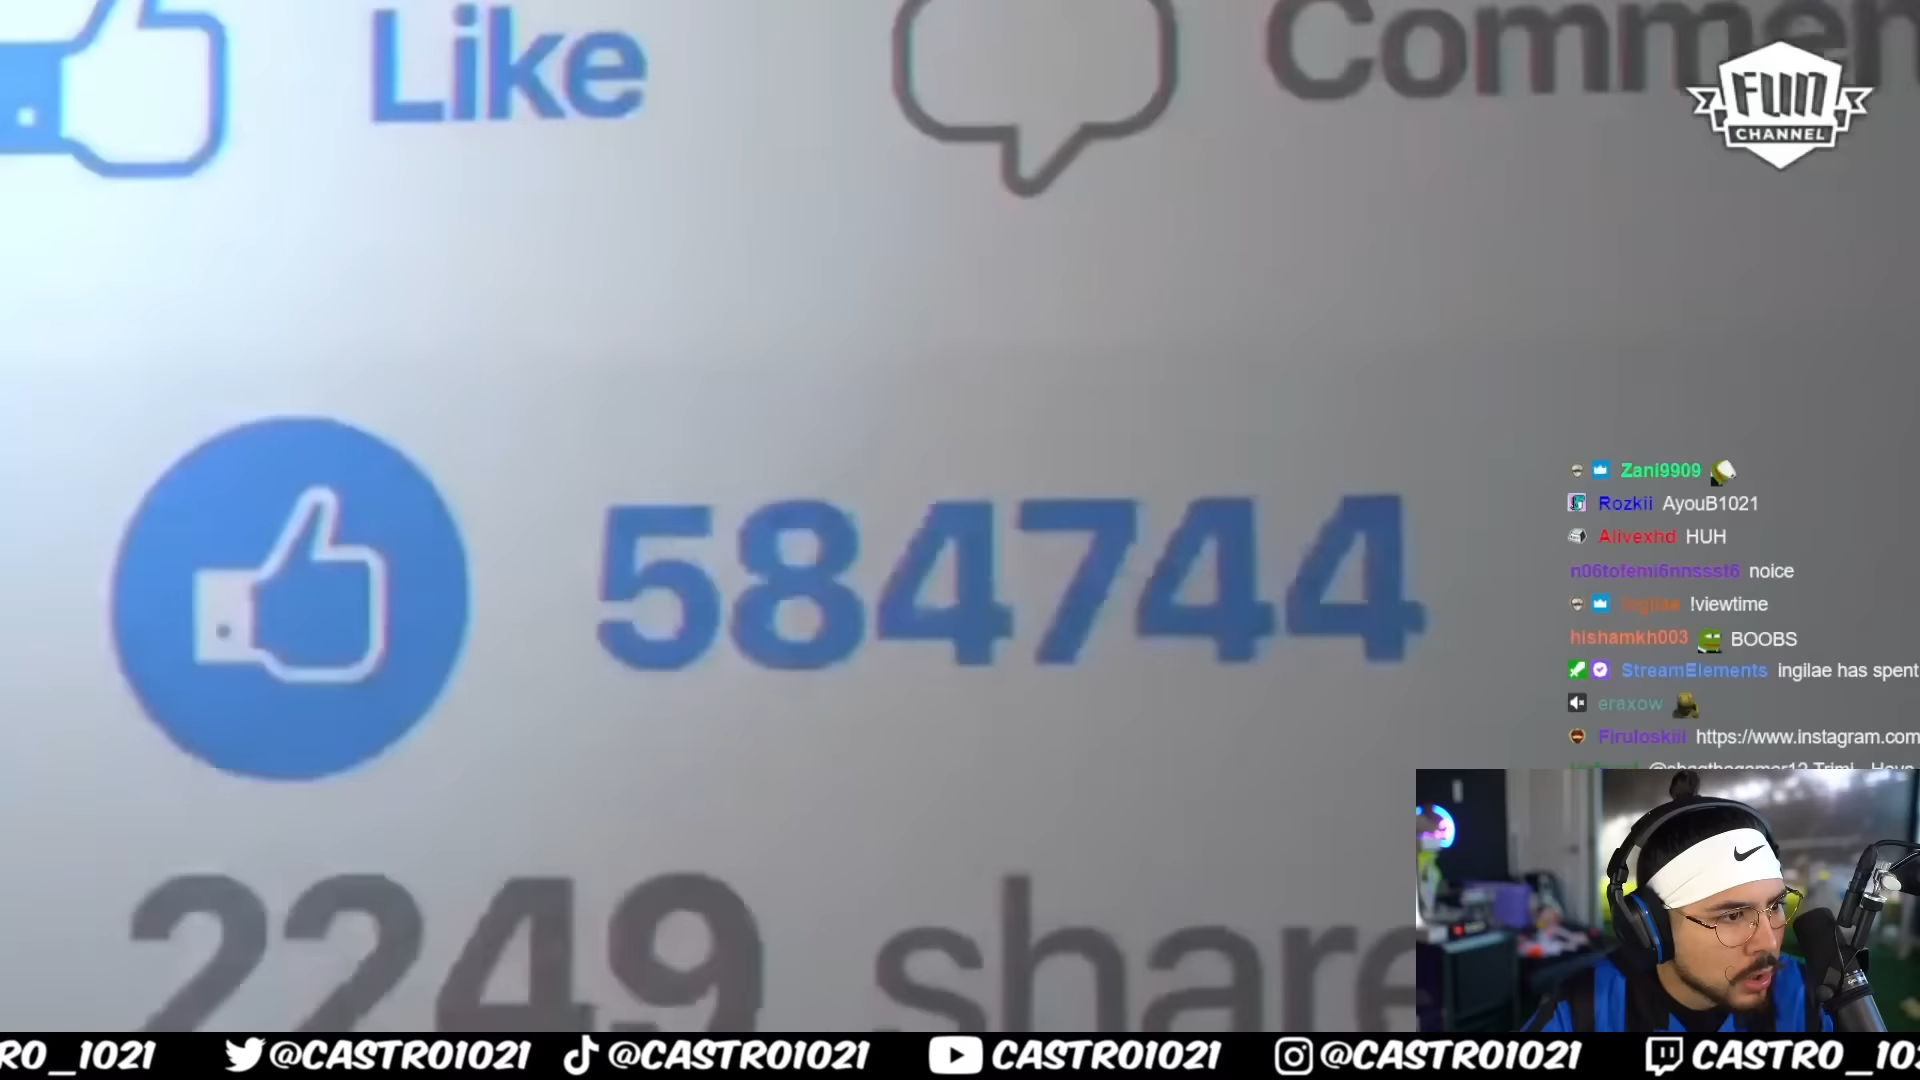 Like
Commen
FUN
CHANNEL
584744
2249 share
Zani9909
Rozkii AyouB1021
Alivexhd HUH
n06tofemi6nnssst6 noice
ingilae !viewtime
hishamkh003 BOOBS
StreamElements ingilae has spent
eraxow
Firuloskiii https://www.instagram.com
RO_1021 @CASTRO1021 @CASTRO1021 CASTRO1021 @CASTRO1021 CASTRO_10